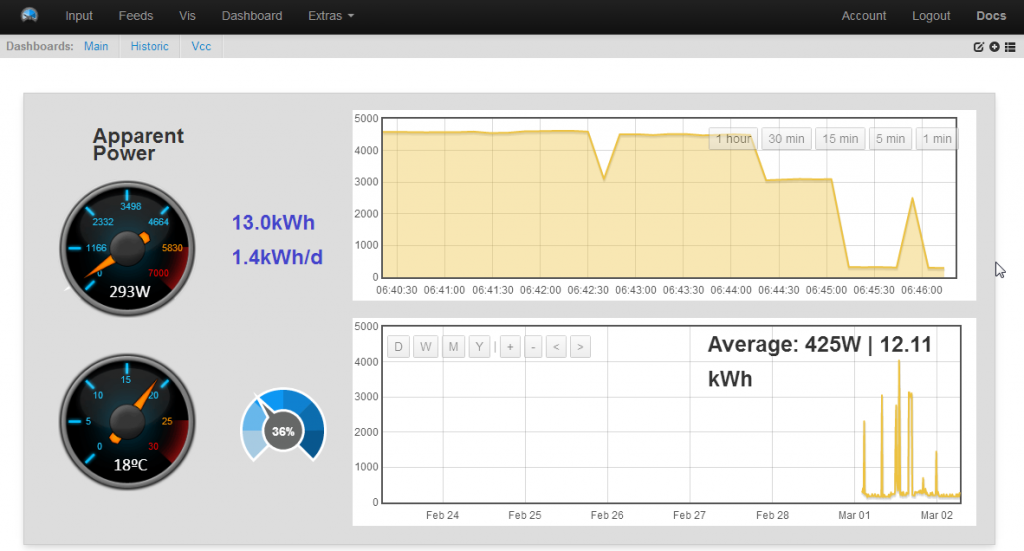 Input Feeds Vis Dashboard Extras Account Logout Docs
Dashboards: Main Historic Vcc
Apparent
Power
3498
2332 4664
1166 5830
0 7000
293W
13.0kWh
1.4kWh/d
5000
4000
3000
2000
1000
0
1 hour 30 min 15 min 5 min 1 min
06:40:30 06:41:00 06:41:30 06:42:00 06:42:30 06:43:00 06:43:30 06:44:00 06:44:30 06:45:00 06:45:30 06:46:00
15
10 20
5 25
0 30
18ºC
36%
5000
4000
3000
2000
1000
0
D W M Y | + - < >
Average: 425W | 12.11
kWh
Feb 24 Feb 25 Feb 26 Feb 27 Feb 28 Mar 01 Mar 02